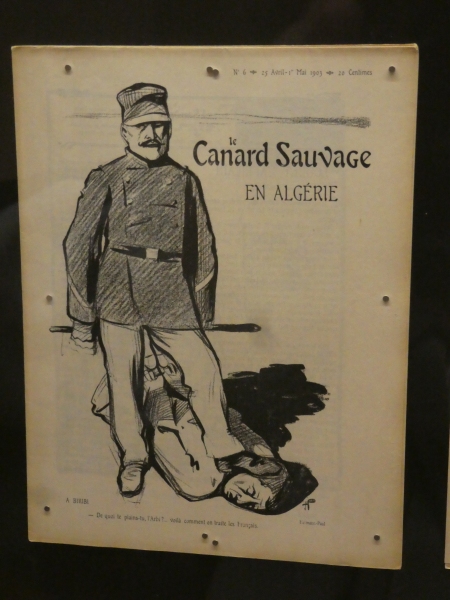 N° 6 ❧ 25 Avril-1er Mai 1903 ❧ 20 Centimes
le
Canard Sauvage
EN ALGÉRIE
A BIRIBI
— De quoi te plains-tu, l'Arbi?... voilà comment on traite les Français.